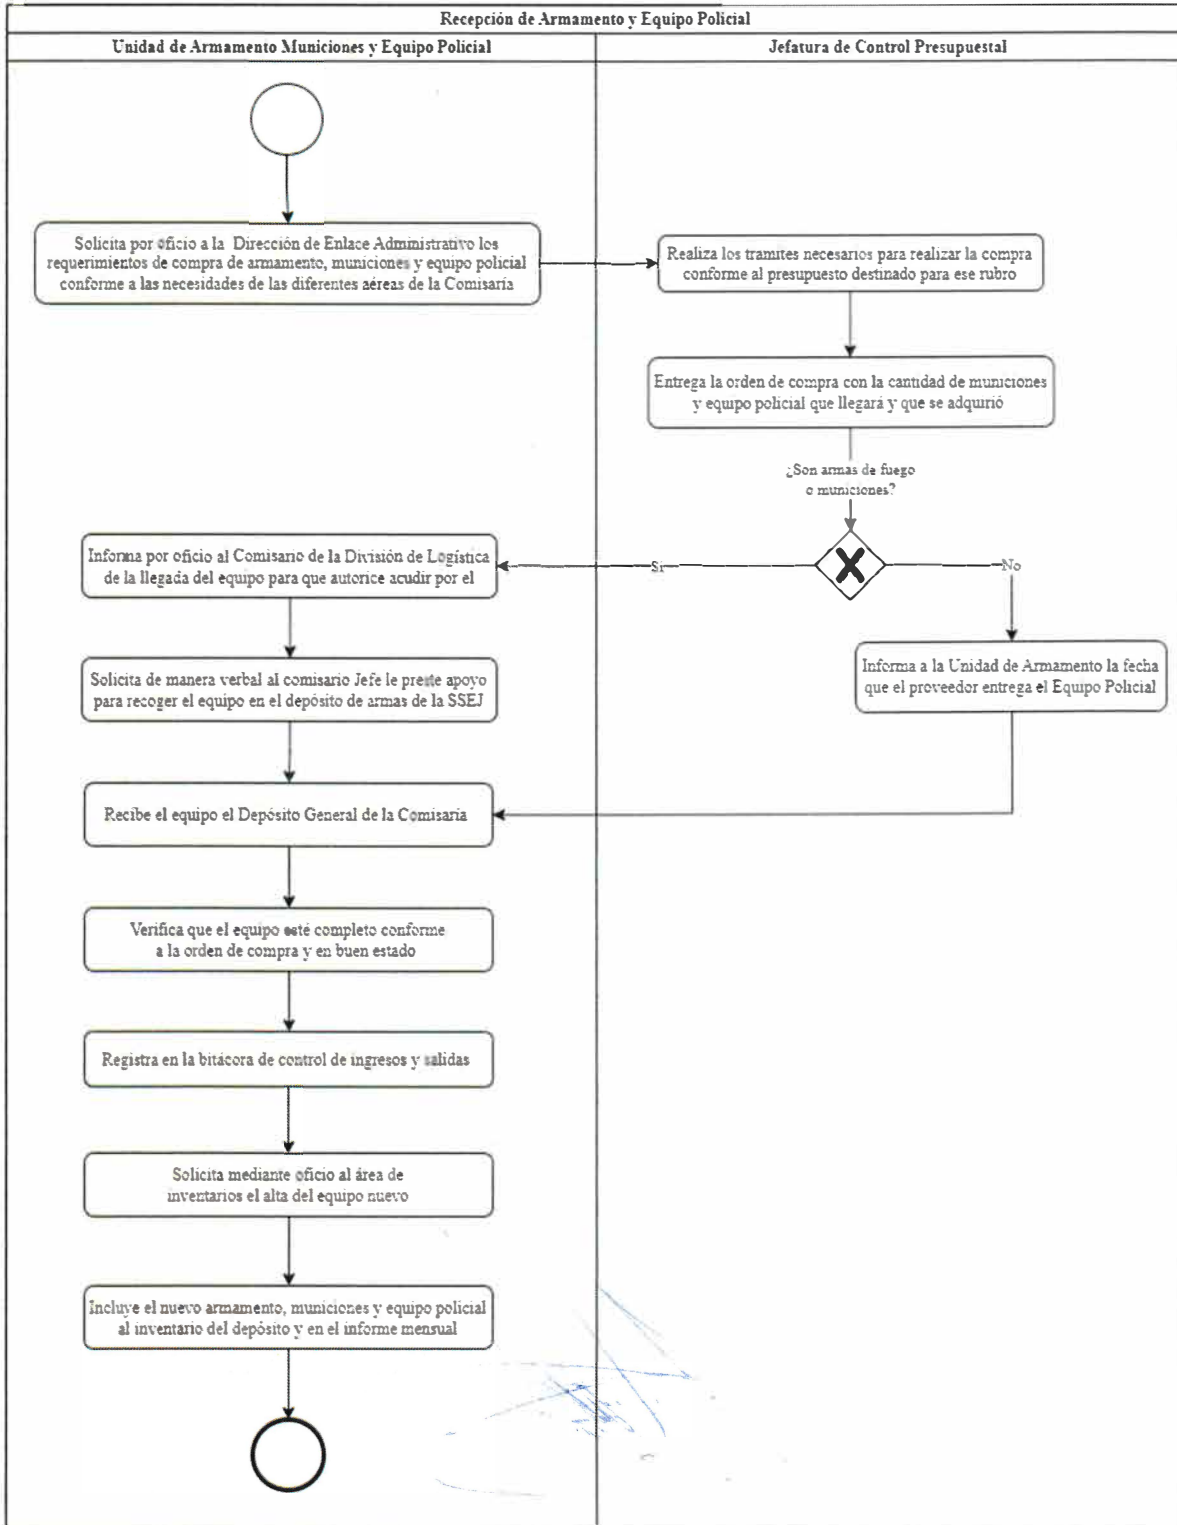 Recepción de Armamento y Equipo Policial
Unidad de Armamento Municiones y Equipo Policial
Jefatura de Control Presupuestal
Solicita por oficio a la Dirección de Enlace Administrativo los
requerimientos de compra de armamento, municiones y equipo policial
conforme a las necesidades de las diferentes aéreas de la Comisaría
Realiza los tramites necesarios para realizar la compra
conforme al presupuesto destinado para ese rubro
Entrega la orden de compra con la cantidad de municiones
y equipo policial que llegará y que se adquirió
¿Son armas de fuego
o municiones?
Si
No
Informa por oficio al Comisario de la División de Logística
de la llegada del equipo para que autorice acudir por el
Informa a la Unidad de Armamento la fecha
que el proveedor entrega el Equipo Policial
Solicita de manera verbal al comisario Jefe le preste apoyo
para recoger el equipo en el depósito de armas de la SSEJ
Recibe el equipo el Depósito General de la Comisaría
Verifica que el equipo esté completo conforme
a la orden de compra y en buen estado
Registra en la bitácora de control de ingresos y salidas
Solicita mediante oficio al área de
inventarios el alta del equipo nuevo
Incluye el nuevo armamento, municiones y equipo policial
al inventario del depósito y en el informe mensual